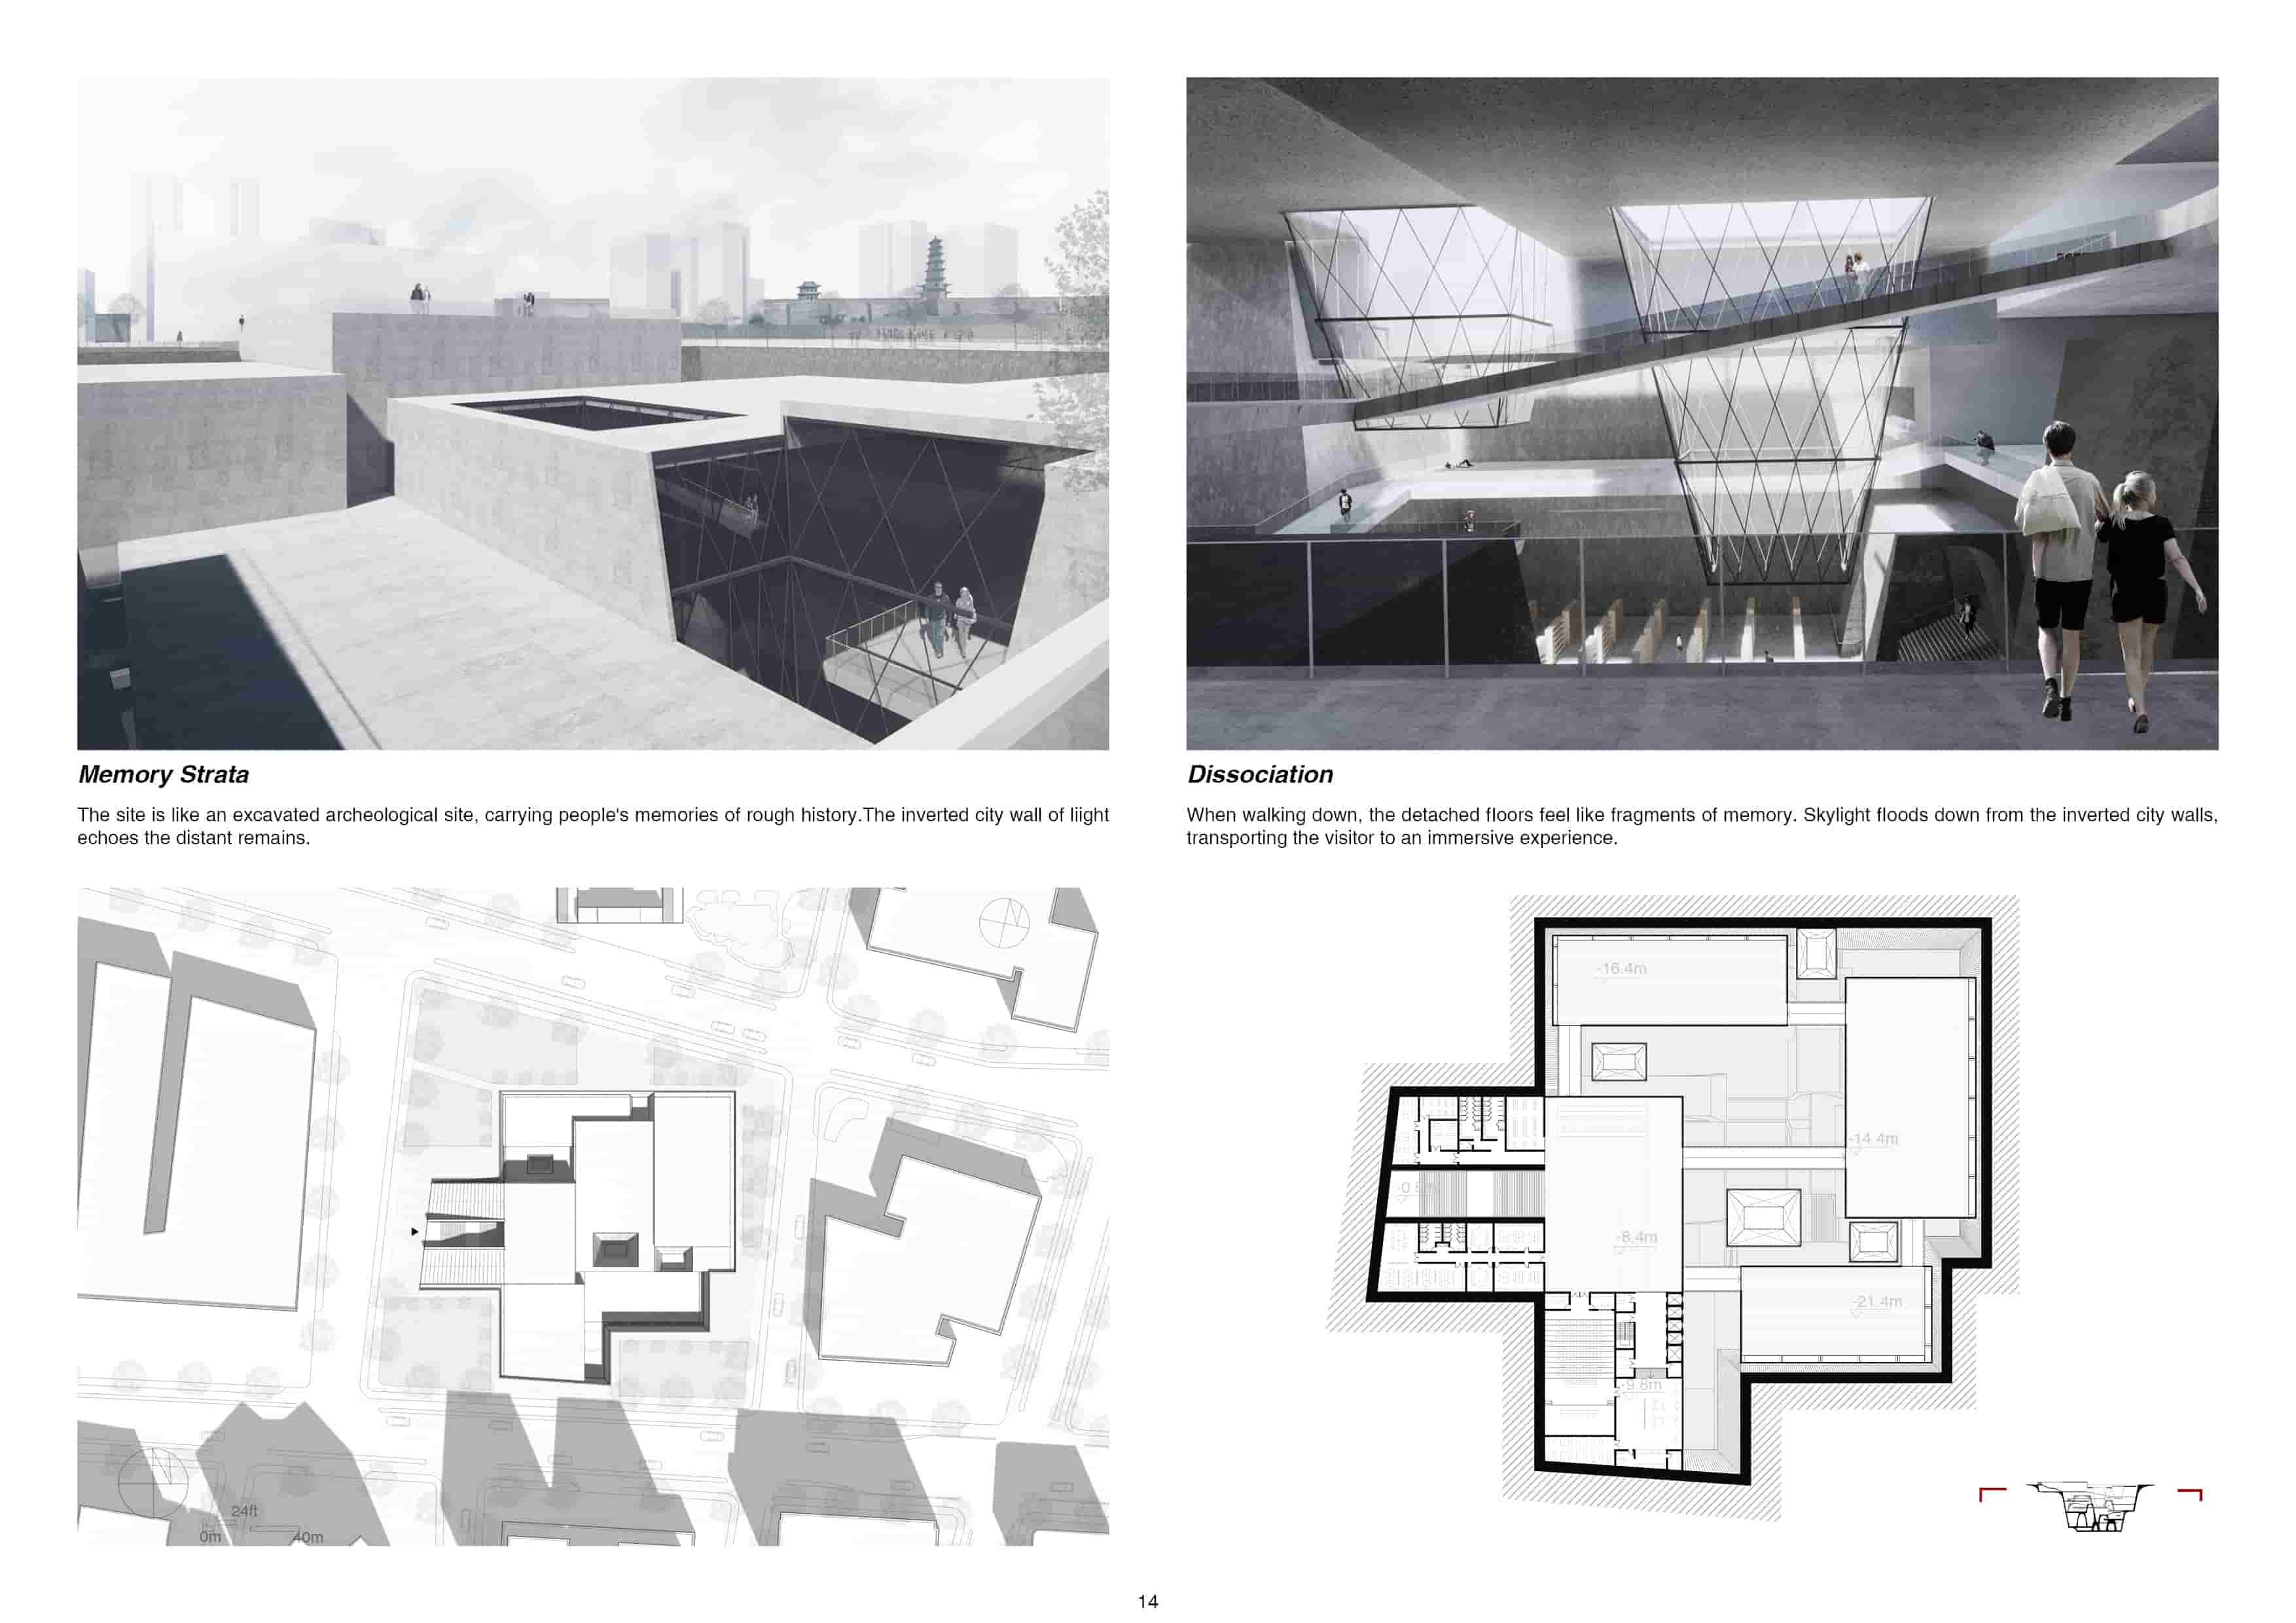 Memory Strata
The site is like an excavated archeological site, carrying people's memories of rough history.The inverted city wall of liight
echoes the distant remains.
Dissociation
When walking down, the detached floors feel like fragments of memory. Skylight floods down from the inverted city walls,
transporting the visitor to an immersive experience.
24ft
0m
40m
-16.4m
-14.4m
-8.4m
-21.4m
-9.8m
14